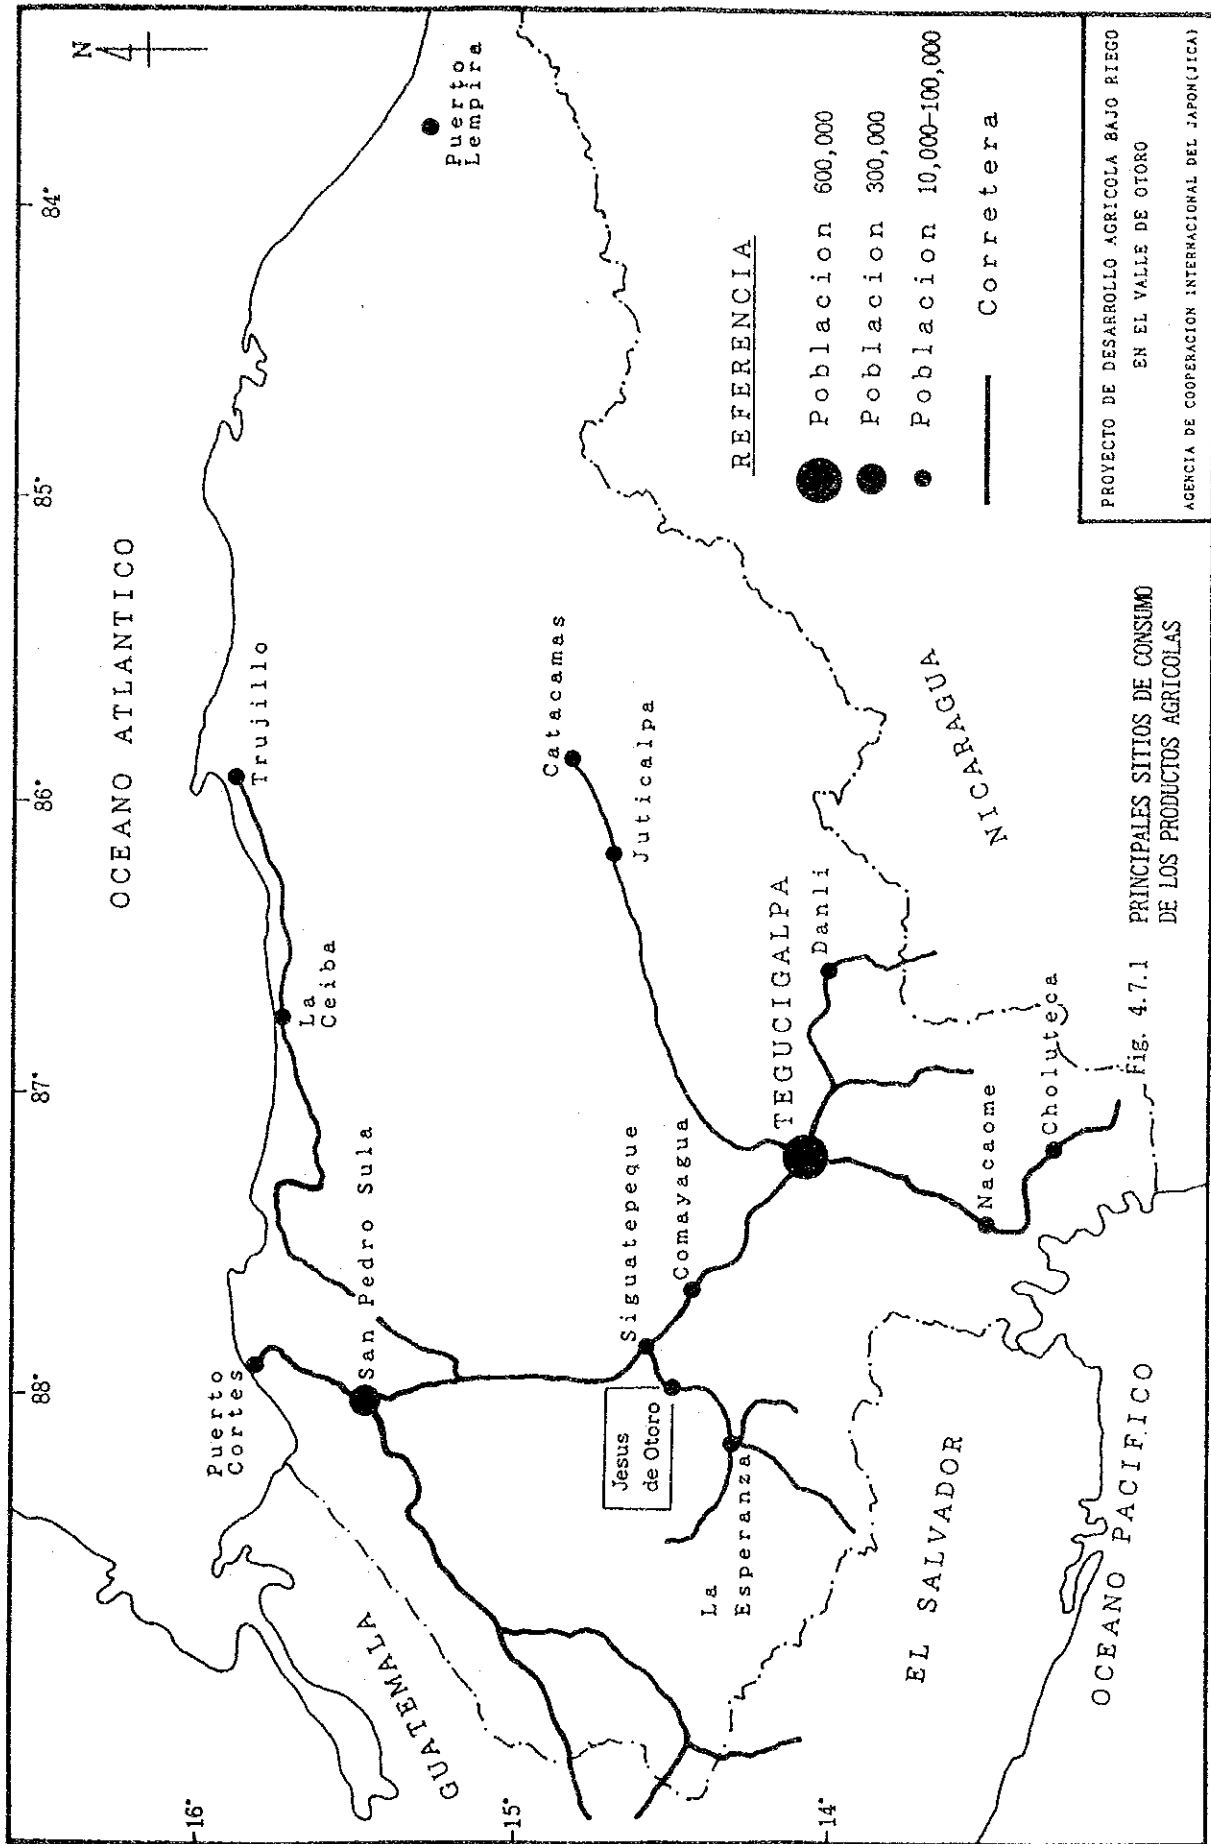 N
84°
85°
86°
87°
88°
16°
15°
14°
OCEANO ATLANTICO
Puerto
Lempira
Trujillo
La
Ceiba
Puerto
Cortes
San Pedro Sula
Catacamas
Juticalpa
TEGUCIGALPA
Danli
Siguatepeque
Comayagua
Jesus
de Otoro
La
Esperanza
Nacaome
Choluteca
GUATEMALA
EL SALVADOR
NICARAGUA
OCEANO PACIFICO
REFERENCIA
Poblacion 600,000
Poblacion 300,000
Poblacion 10,000-100,000
Corretera
Fig. 4.7.1 PRINCIPALES SITIOS DE CONSUMO
DE LOS PRODUCTOS AGRICOLAS
PROYECTO DE DESARROLLO AGRICOLA BAJO RIEGO
EN EL VALLE DE OTORO
AGENCIA DE COOPERACION INTERNACIONAL DEL JAPON(JICA)